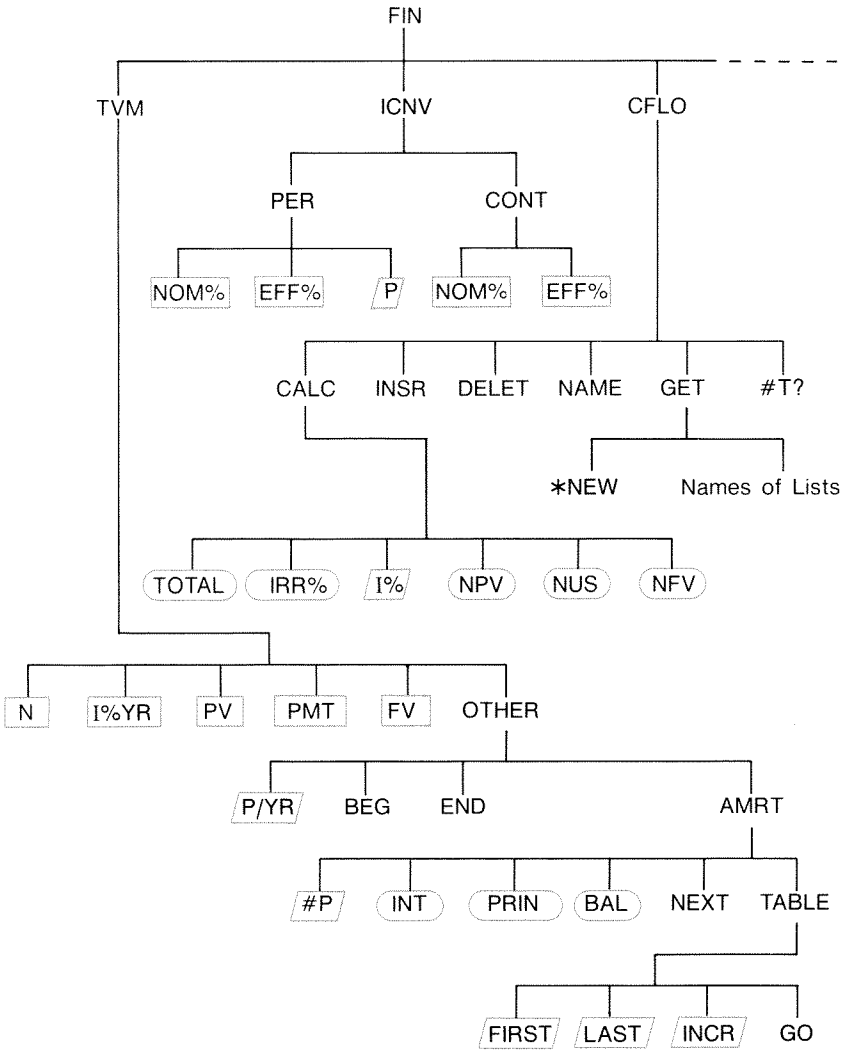 FIN
TVM ICNV CFLO
PER CONT
NOM% EFF% P NOM% EFF%
CALC INSR DELET NAME GET #T?
*NEW Names of Lists
TOTAL IRR% I% NPV NUS NFV
N I%YR PV PMT FV OTHER
P/YR BEG END AMRT
#P INT PRIN BAL NEXT TABLE
FIRST LAST INCR GO